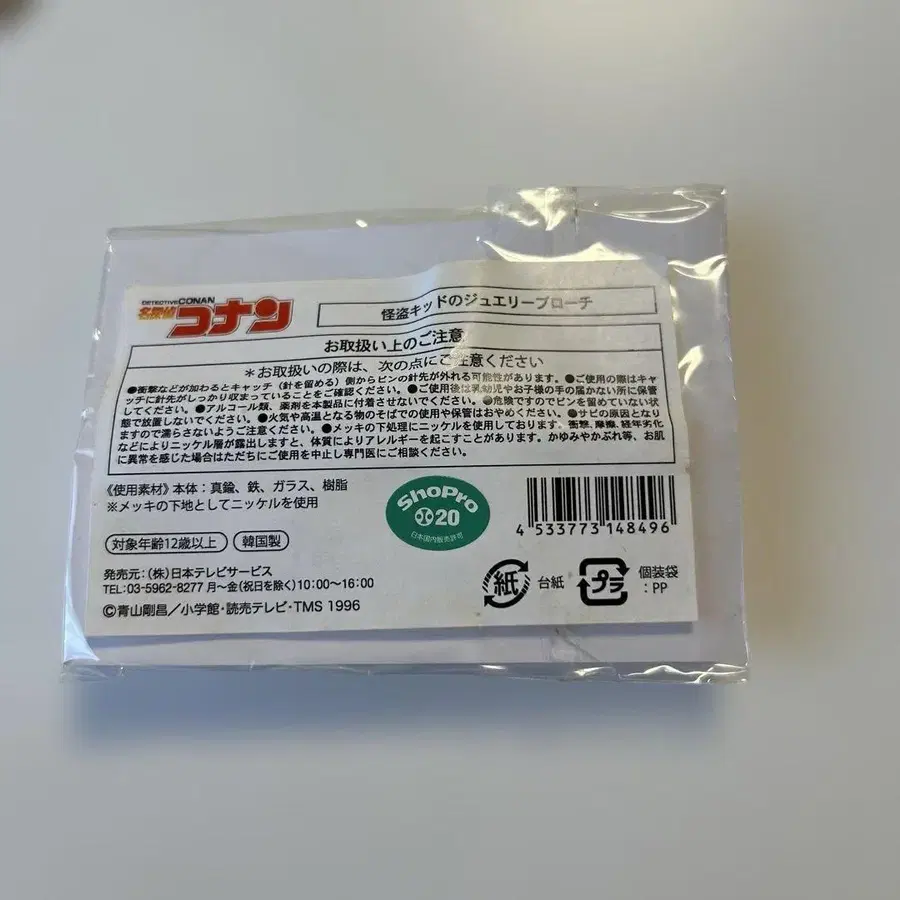 DETECTIVE CONAN
名探偵
コナン
怪盗キッドのジュエリーブローチ
お取扱い上のご注意
＊お取扱いの際は、次の点にご注意ください
●衝撃などが加わるとキャッチ（針を留める）側からピンの針先が外れる可能性があります。●ご使用の際はキャ
ッチに針先がしっかり収まっていることをご確認ください。●ご使用後は乳幼児やお子様の手の届かない所に保管
してください。●アルコール類、薬剤を本製品に付着させないでください。●危険ですのでピンを留めていない状
態で放置しないでください。●火気や高温となる物のそばでの使用や保管はおやめください。●サビの原因となり
ますので濡らさないようご注意ください。●メッキの下処理にニッケルを使用しております。衝撃、摩擦、経年劣化
などによりニッケル層が露出しますと、体質によりアレルギーを起こすことがあります。かゆみやかぶれ等、お肌
に異常を感じた場合はただちにご使用を中止し専門医にご相談ください。
《使用素材》本体：真鍮、鉄、ガラス、樹脂
※メッキの下地としてニッケルを使用
対象年齢12歳以上 韓国製
発売元：(株)日本テレビサービス
TEL:03-5962-8277 月～金(祝日を除く)10:00～16:00
©青山剛昌／小学館・読売テレビ・TMS 1996
ShoPro
20
日本国内販売許可
4 533773 148496
紙 台紙
プラ 個装袋
：PP